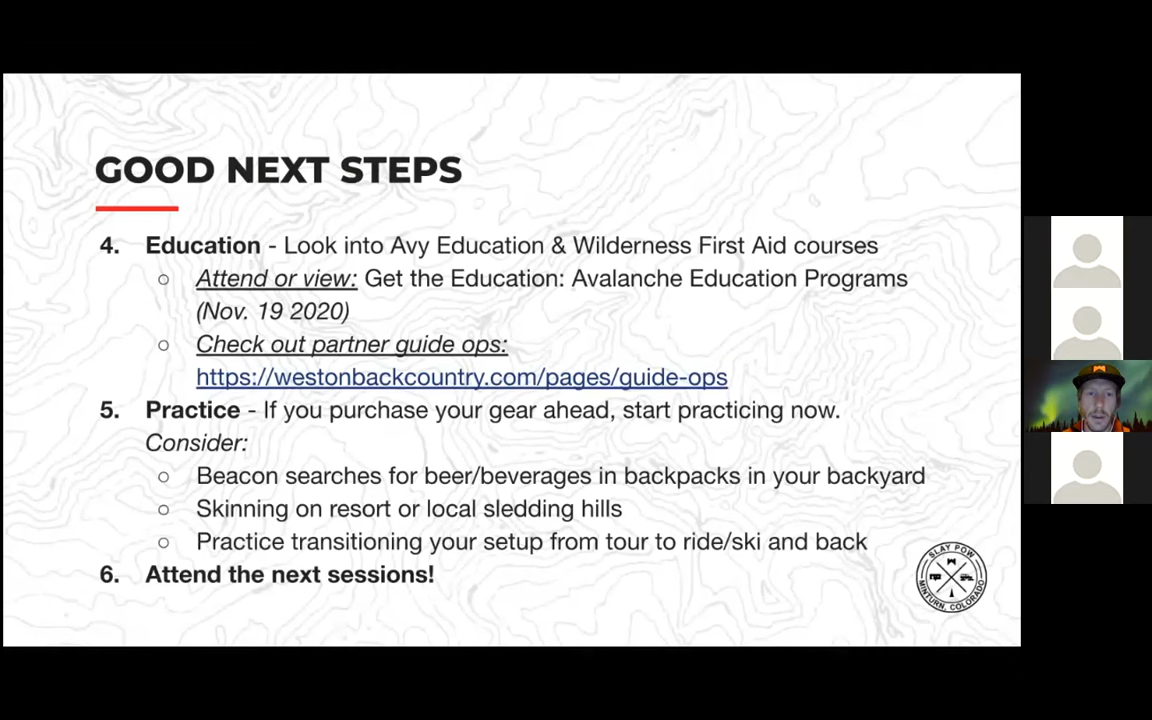 GOOD NEXT STEPS
4. Education - Look into Avy Education & Wilderness First Aid courses
○ Attend or view: Get the Education: Avalanche Education Programs
(Nov. 19 2020)
○ Check out partner guide ops:
https://westonbackcountry.com/pages/guide-ops
5. Practice - If you purchase your gear ahead, start practicing now.
Consider:
○ Beacon searches for beer/beverages in backpacks in your backyard
○ Skinning on resort or local sledding hills
○ Practice transitioning your setup from tour to ride/ski and back
6. Attend the next sessions!
SLAY POW
MINTURN, COLORADO